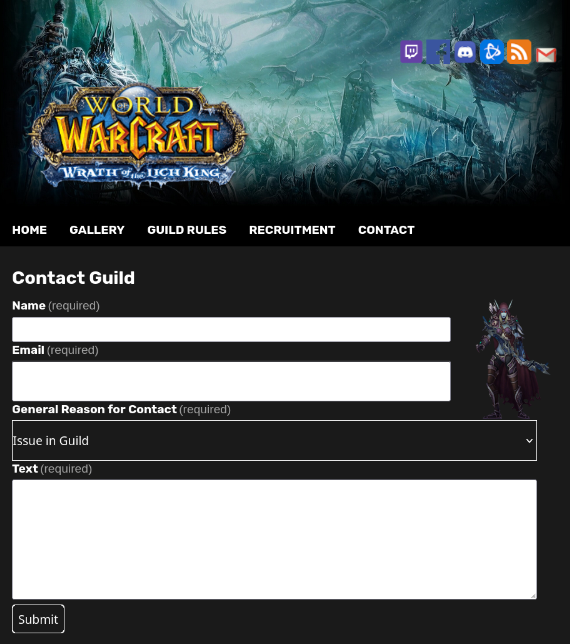 WORLD
WARCRAFT
WRATH of the LICH KING
HOME GALLERY GUILD RULES RECRUITMENT CONTACT
Contact Guild
Name (required)
Email (required)
General Reason for Contact (required)
Issue in Guild
Text (required)
Submit